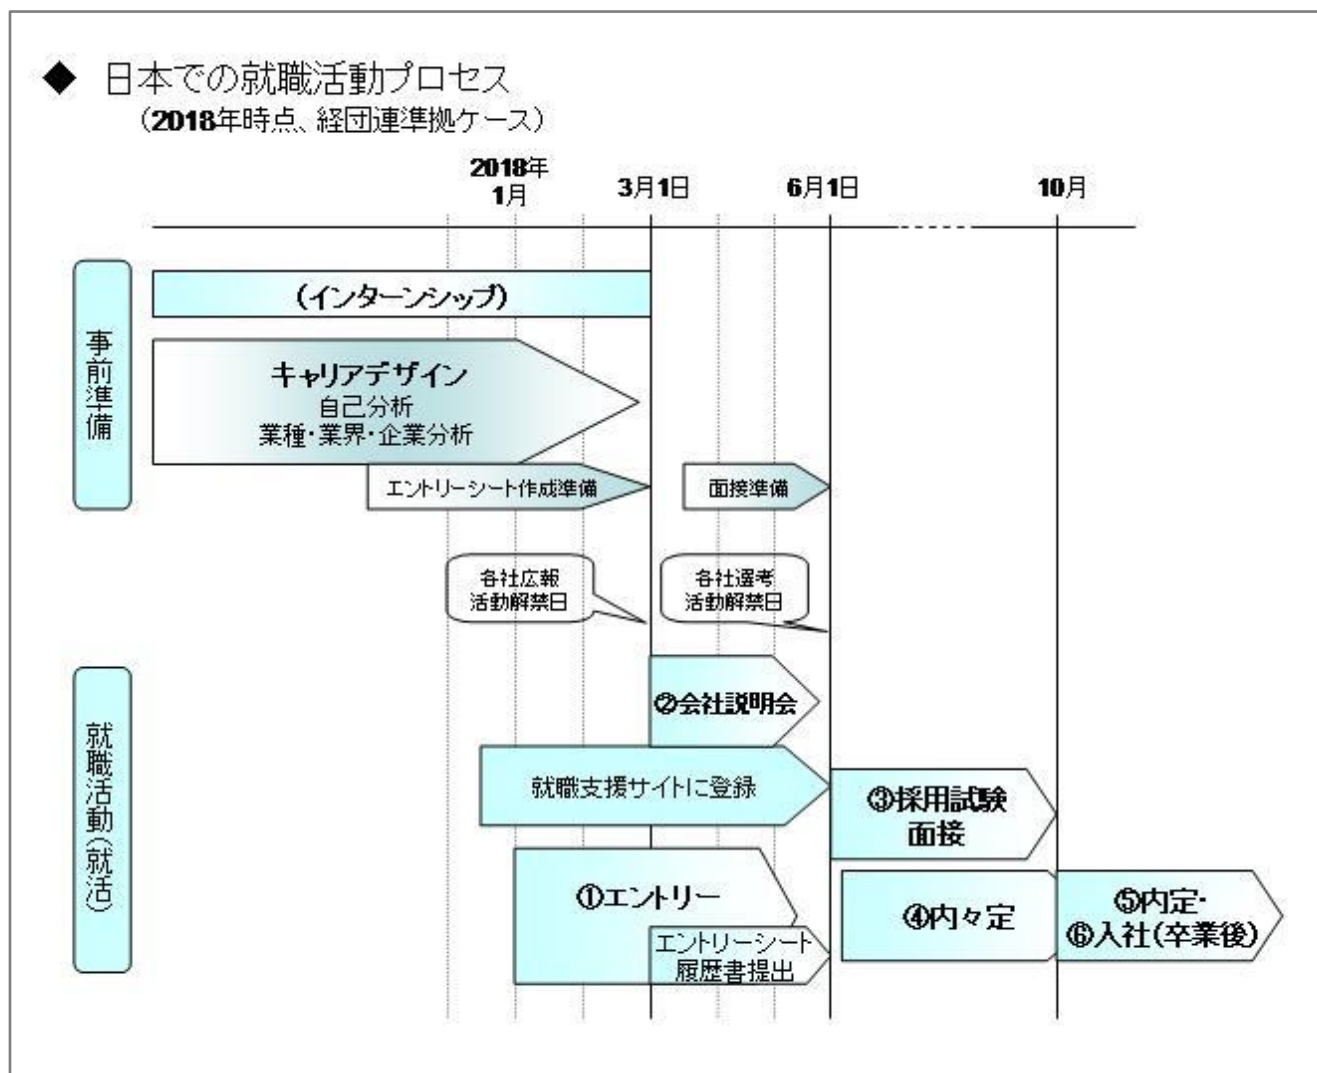 ◆ 日本での就職活動プロセス
（2018年時点、経団連準拠ケース）
2018年
1月
3月1日
6月1日
10月
事前準備
（インターンシップ）
キャリアデザイン
自己分析
業種・業界・企業分析
エントリーシート作成準備
面接準備
各社広報
活動解禁日
各社選考
活動解禁日
就職活動（就活）
②会社説明会
就職支援サイトに登録
③採用試験
面接
①エントリー
エントリーシート
履歴書提出
④内々定
⑤内定・
⑥入社（卒業後）